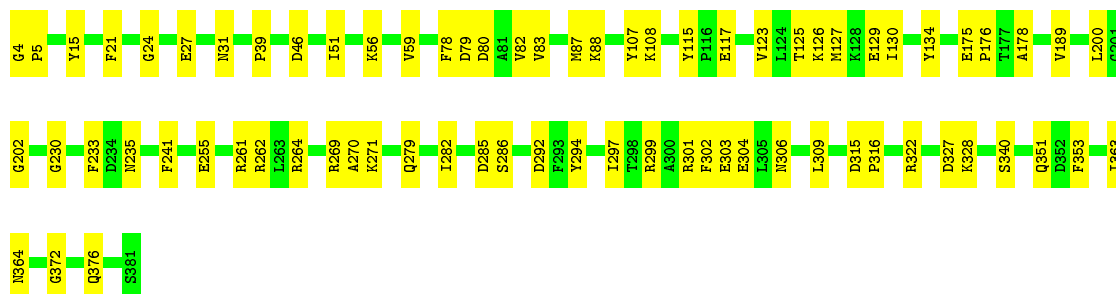 G4 P5 Y15 F21 G24 E27 N31 P39 D46 I51 K56 V59 F78 D79 D80 A81 V82 V83 M87 K88 Y107 K108 Y115 P116 E117 V123 L124 T125 K126 M127 K128 E129 I130 Y134 E175 P176 T177 A178 V189 L200 G201
G202 G230 F233 D234 N235 F241 E255 R261 R262 L263 R264 R269 A270 K271 Q279 I282 D285 S286 D292 F293 Y294 I297 T298 R299 A300 R301 F302 E303 E304 L305 N306 L309 D315 P316 R322 D327 K328 S340 Q351 D352 F353 I363
N364 G372 Q376 S381